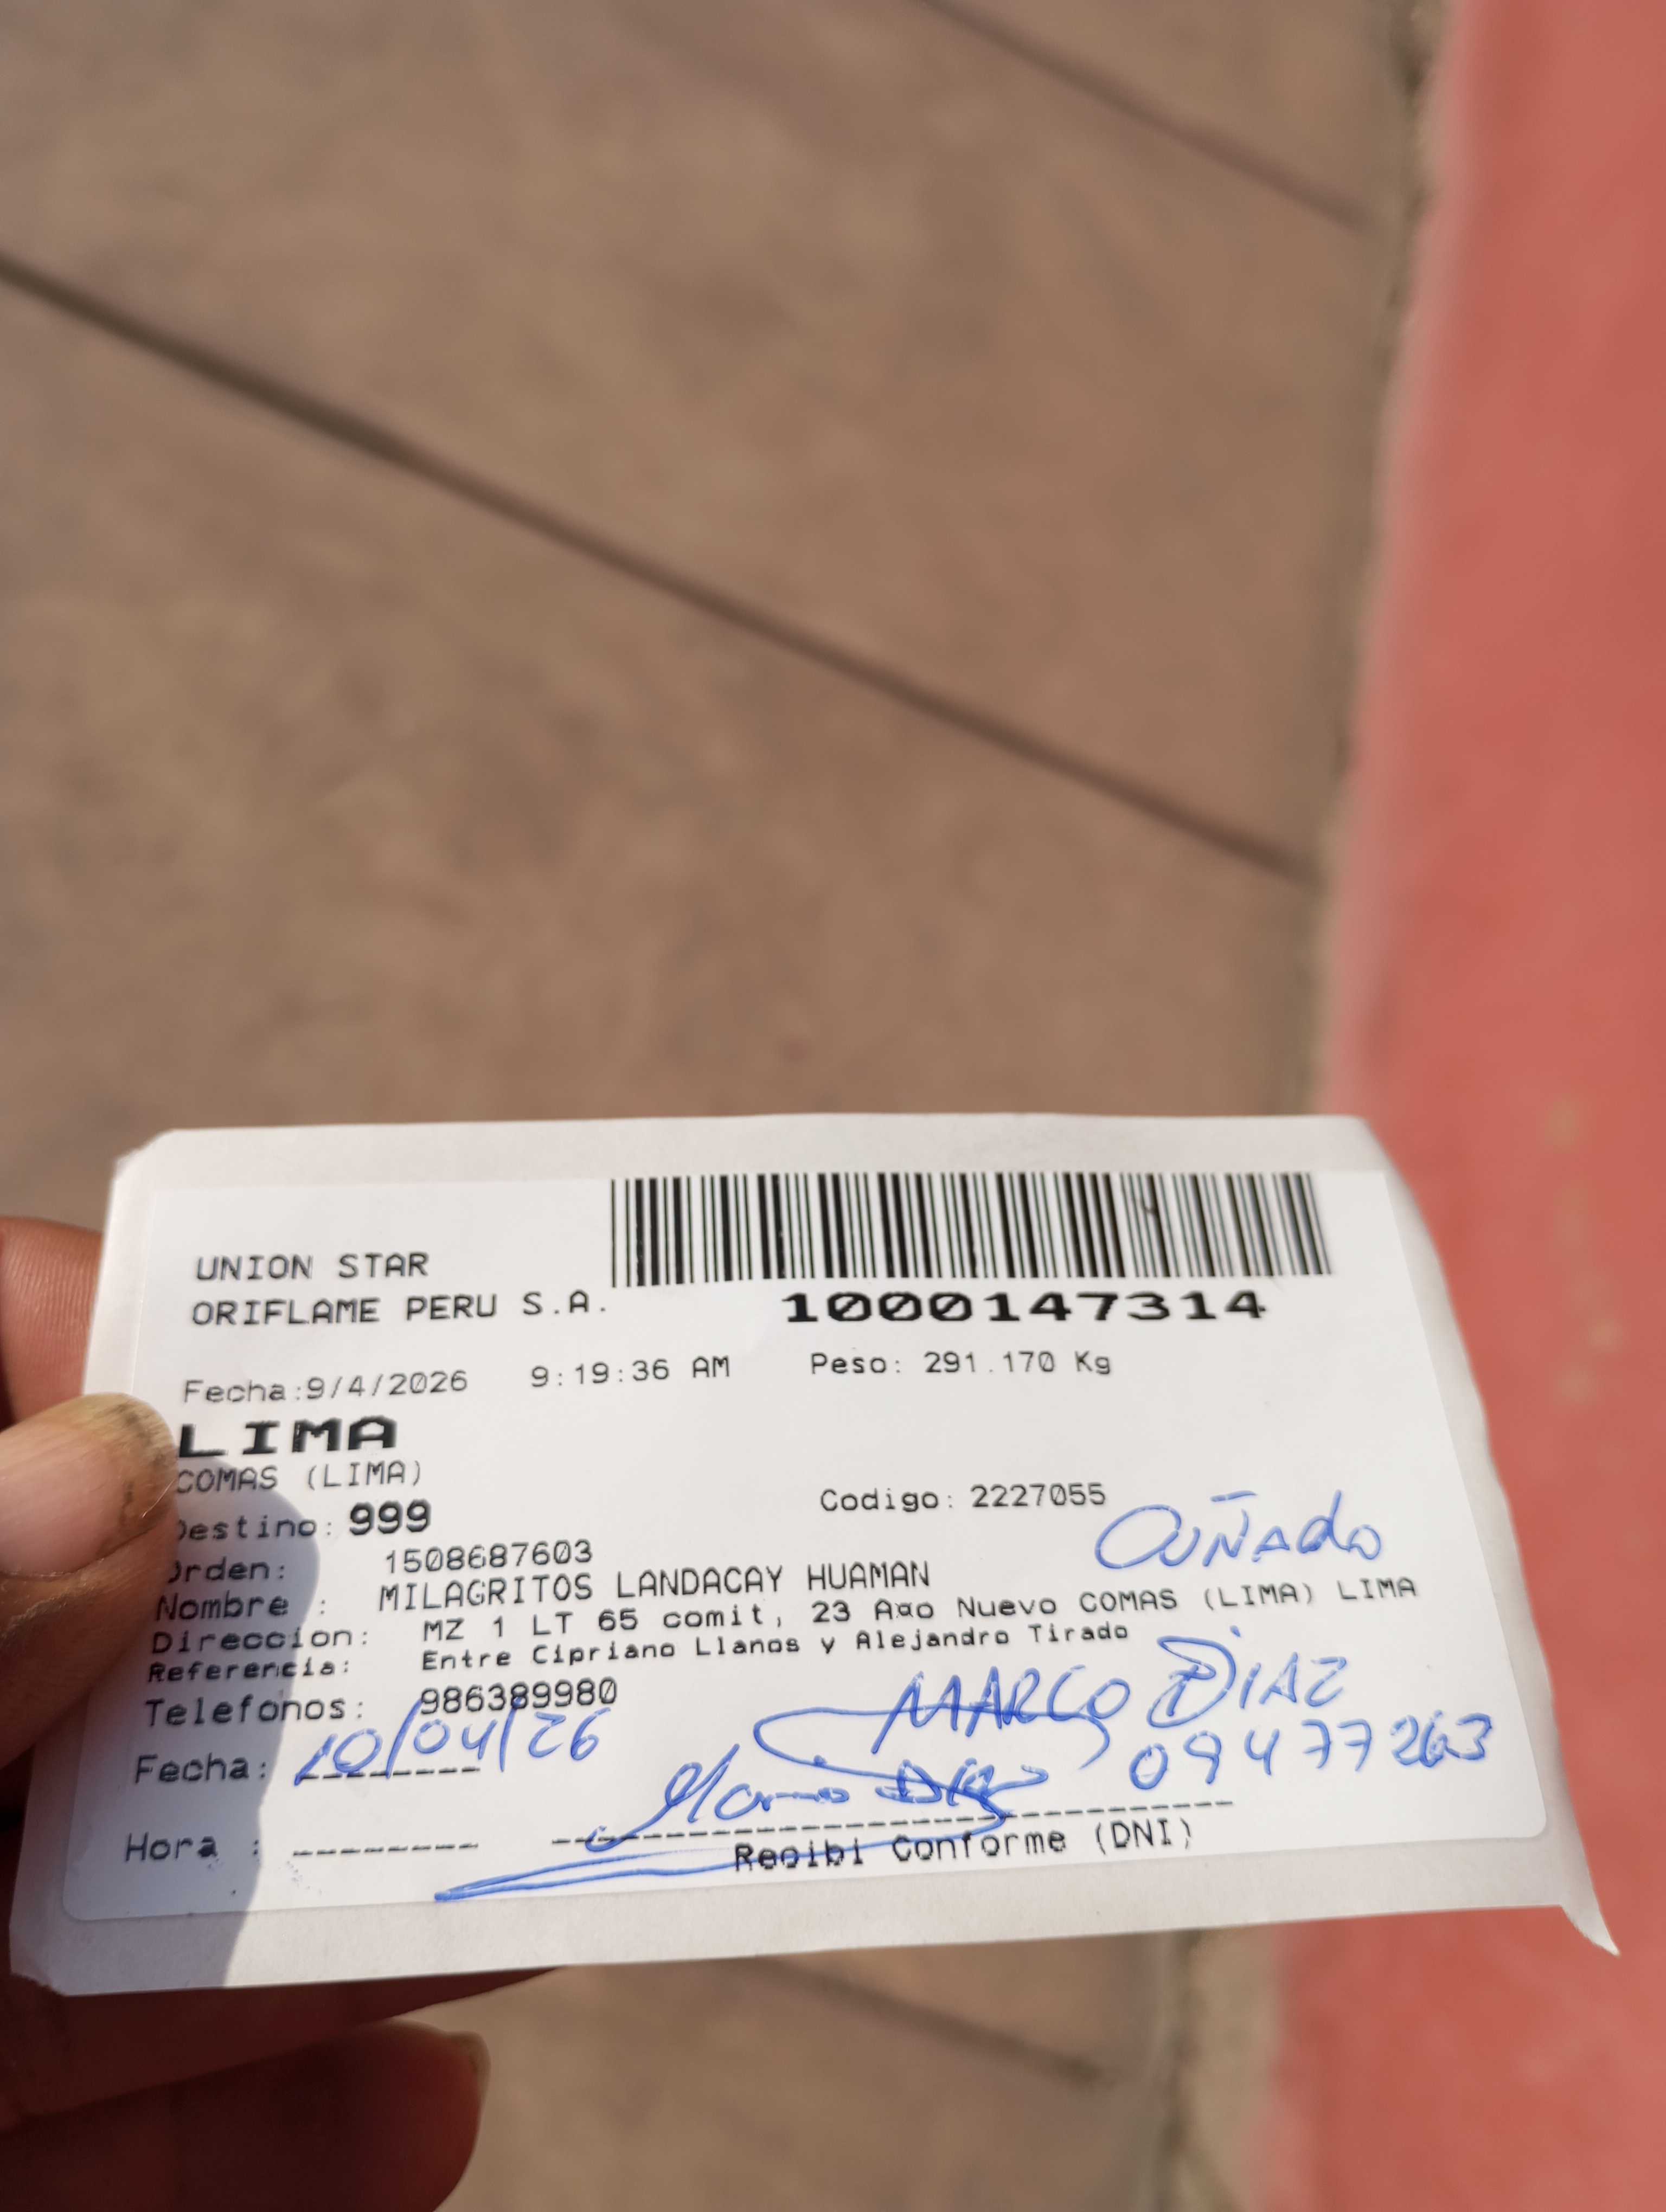 UNION STAR
ORIFLAME PERU S.A.
1000147314
Fecha:9/4/2026 9:19:36 AM Peso: 291.170 Kg
LIMA
COMAS (LIMA)
Destino: 999 Codigo: 2227055
CUÑAdo
Orden: 1508687603
Nombre : MILAGRITOS LANDACAY HUAMAN
Direccion: MZ 1 LT 65 comit, 23 A¤o Nuevo COMAS (LIMA) LIMA
Referencia: Entre Cipriano Llanos y Alejandro Tirado
Telefonos: 986389980
MARCO DIAZ
Fecha: 10/04/26
09477263
Hora :
Recibi Conforme (DNI)